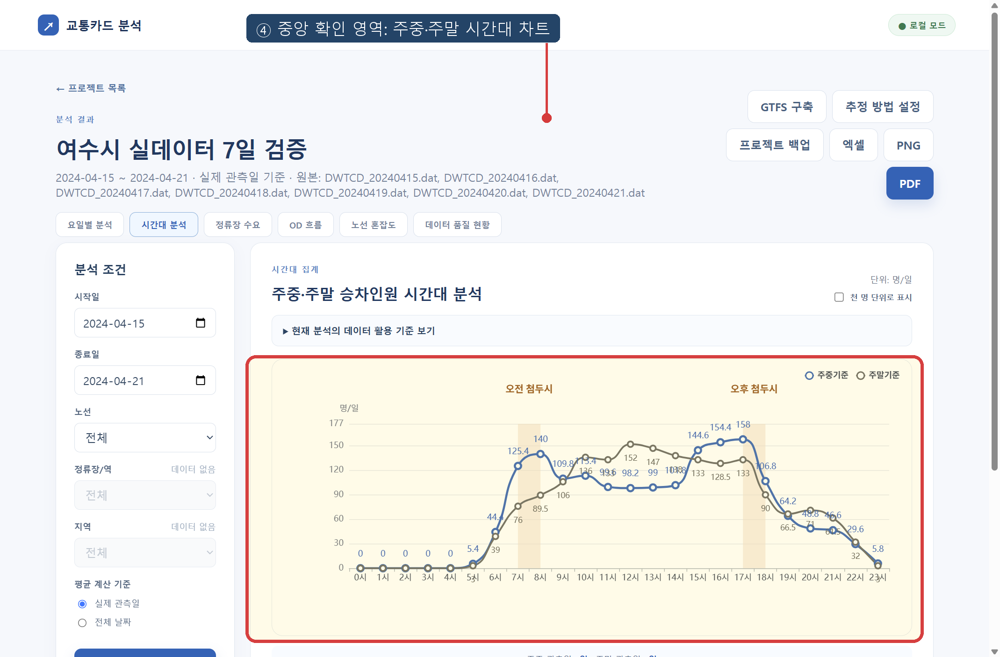 교통카드 분석
④ 중앙 확인 영역: 주중·주말 시간대 차트
● 로컬 모드
← 프로젝트 목록
GTFS 구축
추정 방법 설정
분석 결과
프로젝트 백업
엑셀
PNG
여수시 실데이터 7일 검증
2024-04-15 ~ 2024-04-21 · 실제 관측일 기준 · 원본: DWTCD_20240415.dat, DWTCD_20240416.dat,
DWTCD_20240417.dat, DWTCD_20240418.dat, DWTCD_20240419.dat, DWTCD_20240420.dat, DWTCD_20240421.dat
PDF
요일별 분석
시간대 분석
정류장 수요
OD 흐름
노선 혼잡도
데이터 품질 현황
분석 조건
시작일
2024-04-15
종료일
2024-04-21
노선
전체
정류장/역 데이터 없음
전체
지역 데이터 없음
전체
평균 계산 기준
실제 관측일
전체 날짜
시간대 집계
주중·주말 승차인원 시간대 분석
단위: 명/일
천 명 단위로 표시
▶ 현재 분석의 데이터 활용 기준 보기
주중기준 주말기준
오전 첨두시 오후 첨두시
명/일
177
150
120
90
60
30
0
0 0 0 0 0 5.4 44.4 125.4 140 109.8 113.4 99.6 98.2 99 101.8 144.6 154.4 158 106.8 64.2 48.8 46.6 29.6 5.8
3 39 76 89.5 106 136 133 152 147 138 133 128.5 133 90 66.5 71 61.5 32 3
0시 1시 2시 3시 4시 5시 6시 7시 8시 9시 10시 11시 12시 13시 14시 15시 16시 17시 18시 19시 20시 21시 22시 23시